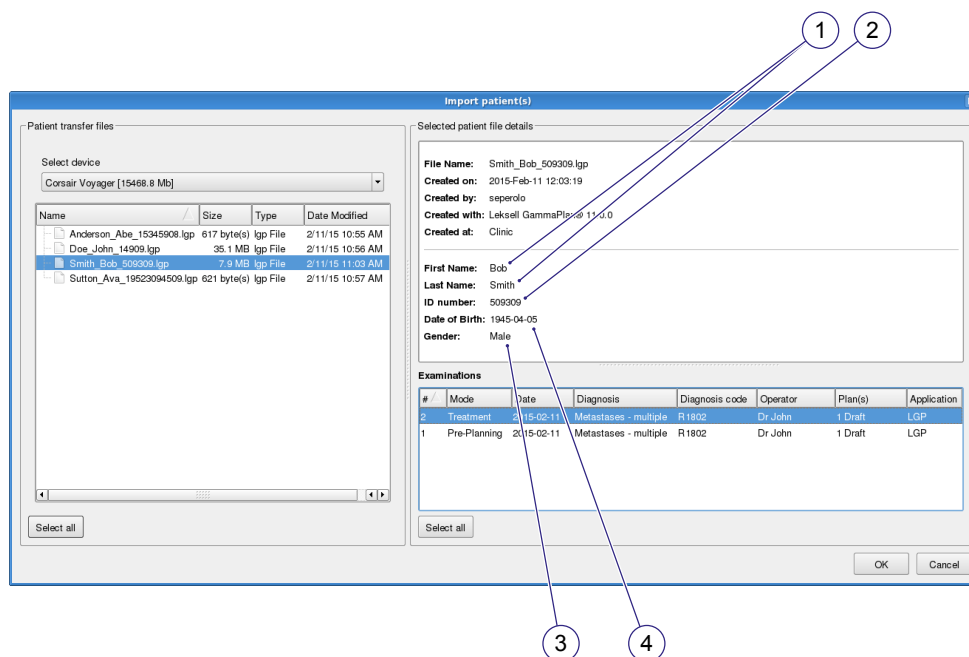 1 2
Import patient(s)
Patient transfer files
Select device
Corsair Voyager [15468.8 Mb]
Name Size Type Date Modified
Anderson_Abe_15345908.lgp 617 byte(s) lgp File 2/11/15 10:55 AM
Doe_John_14909.lgp 35.1 MB lgp File 2/11/15 10:56 AM
Smith_Bob_509309.lgp 7.9 MB lgp File 2/11/15 11:03 AM
Sutton_Ava_19523094509.lgp 621 byte(s) lgp File 2/11/15 10:57 AM
Select all
Selected patient file details
File Name: Smith_Bob_509309.lgp
Created on: 2015-Feb-11 12:03:19
Created by: seperolo
Created with: Leksell GammaPlan® 11.0.0
Created at: Clinic
First Name: Bob
Last Name: Smith
ID number: 509309
Date of Birth: 1945-04-05
Gender: Male
Examinations
# Mode Date Diagnosis Diagnosis code Operator Plan(s) Application
2 Treatment 2015-02-11 Metastases - multiple R1802 Dr John 1 Draft LGP
1 Pre-Planning 2015-02-11 Metastases - multiple R1802 Dr John 1 Draft LGP
Select all
OK Cancel
3 4